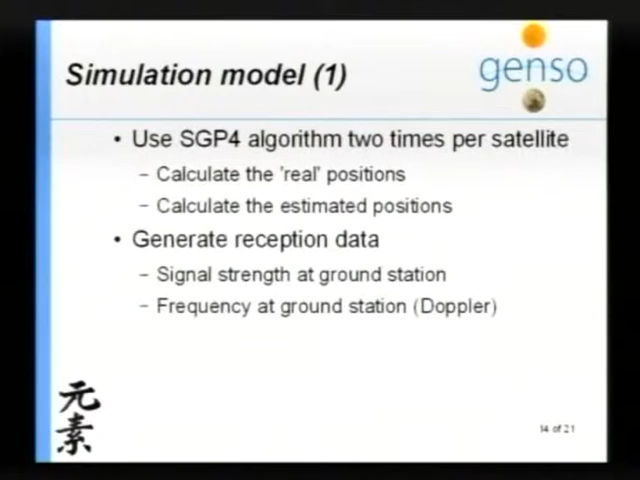 genso
Simulation model (1)
• Use SGP4 algorithm two times per satellite
– Calculate the 'real' positions
– Calculate the estimated positions
• Generate reception data
– Signal strength at ground station
– Frequency at ground station (Doppler)
元
素
14 of 21